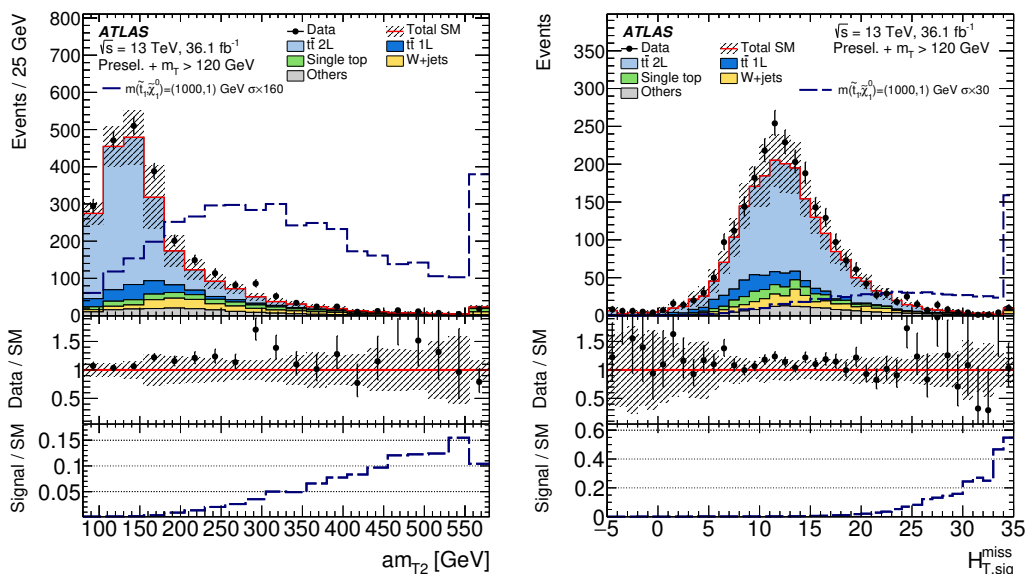 ATLAS
√s = 13 TeV, 36.1 fb⁻¹
Presel. + m_T > 120 GeV
Data
Total SM
tt̄ 2L
tt̄ 1L
Single top
W+jets
Others
m(t̃₁,χ̃₁⁰)=(1000,1) GeV σ×160
Events / 25 GeV
800
700
600
500
400
300
200
100
0
Data / SM
1.5
1
0.5
Signal / SM
0.15
0.1
0.05
100 150 200 250 300 350 400 450 500 550
am_T2 [GeV]
ATLAS
√s = 13 TeV, 36.1 fb⁻¹
Presel. + m_T > 120 GeV
Data
Total SM
tt̄ 2L
tt̄ 1L
Single top
W+jets
Others
m(t̃₁,χ̃₁⁰)=(1000,1) GeV σ×30
Events
350
300
250
200
150
100
50
0
Data / SM
1.5
1
0.5
Signal / SM
0.6
0.4
0.2
0
−5 0 5 10 15 20 25 30 35
H_T,sig^miss